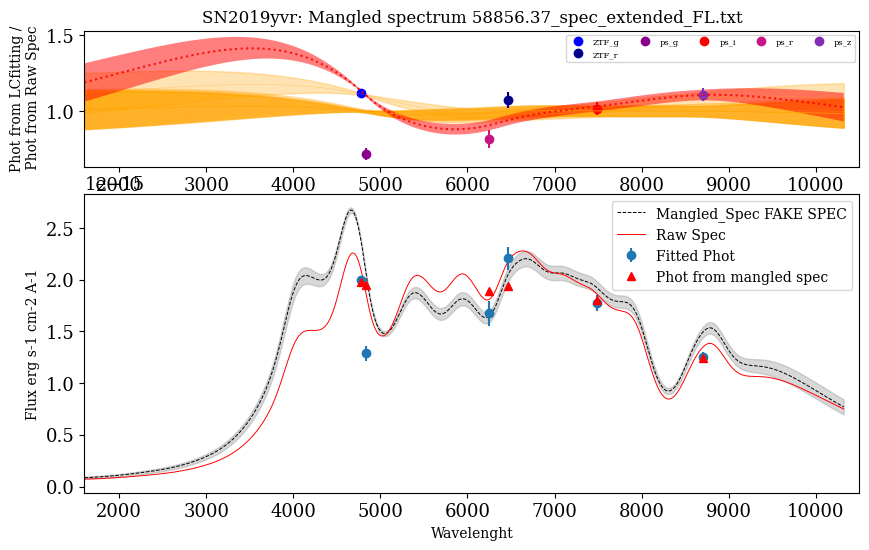 SN2019yvr: Mangled spectrum 58856.37_spec_extended_FL.txt
Phot from LCfitting /
Phot from Raw Spec
1.5
1.0
ZTF_g ps_g ps_i ps_r ps_z
ZTF_r
2000 3000 4000 5000 6000 7000 8000 9000 10000
1e−15
Flux erg s-1 cm-2 A-1
2.5
2.0
1.5
1.0
0.5
0.0
Mangled_Spec FAKE SPEC
Raw Spec
Fitted Phot
Phot from mangled spec
2000 3000 4000 5000 6000 7000 8000 9000 10000
Wavelenght